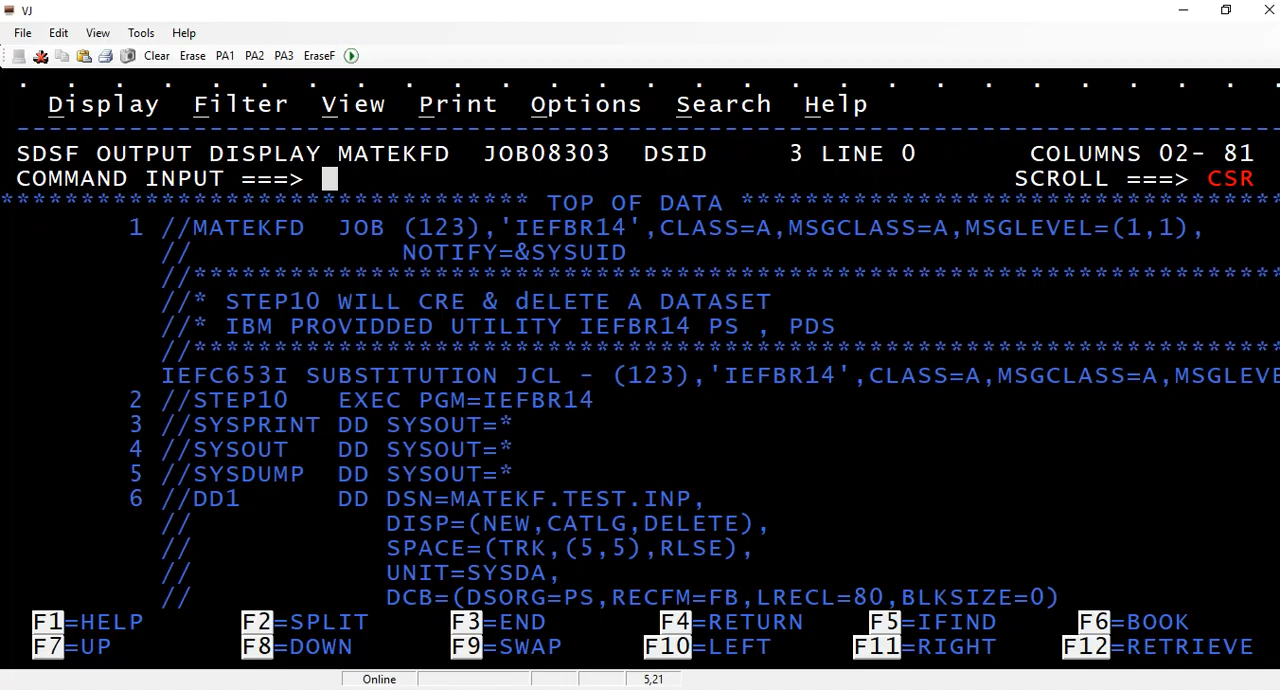 VJ
File Edit View Tools Help
Clear Erase PA1 PA2 PA3 EraseF
Display Filter View Print Options Search Help
-------------------------------------------------------------------------------
SDSF OUTPUT DISPLAY MATEKFD  JOB08303  DSID     3 LINE 0       COLUMNS 02- 81
COMMAND INPUT ===>                                            SCROLL ===> CSR
********************************* TOP OF DATA **********************************
1 //MATEKFD  JOB (123),'IEFBR14',CLASS=A,MSGCLASS=A,MSGLEVEL=(1,1),
//             NOTIFY=&SYSUID
//********************************************************************
//* STEP10 WILL CRE & dELETE A DATASET
//* IBM PROVIDDED UTILITY IEFBR14 PS , PDS
//********************************************************************
IEFC653I SUBSTITUTION JCL - (123),'IEFBR14',CLASS=A,MSGCLASS=A,MSGLEVE
2 //STEP10   EXEC PGM=IEFBR14
3 //SYSPRINT DD SYSOUT=*
4 //SYSOUT   DD SYSOUT=*
5 //SYSDUMP  DD SYSOUT=*
6 //DD1      DD DSN=MATEKF.TEST.INP,
//            DISP=(NEW,CATLG,DELETE),
//            SPACE=(TRK,(5,5),RLSE),
//            UNIT=SYSDA,
//            DCB=(DSORG=PS,RECFM=FB,LRECL=80,BLKSIZE=0)
F1=HELP F2=SPLIT F3=END F4=RETURN F5=IFIND F6=BOOK
F7=UP F8=DOWN F9=SWAP F10=LEFT F11=RIGHT F12=RETRIEVE
Online 5,21